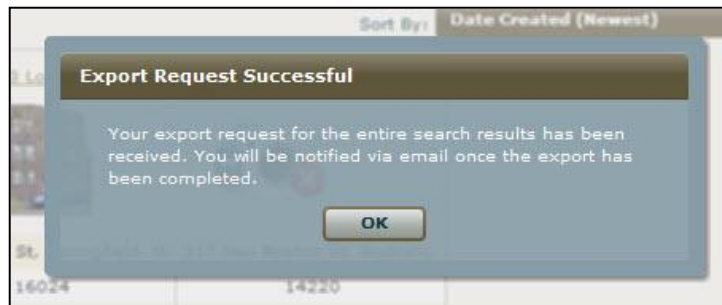 Sort By:
Date Created (Newest)
Export Request Successful
Your export request for the entire search results has been
received. You will be notified via email once the export has
been completed.
OK
St,
16024
14220